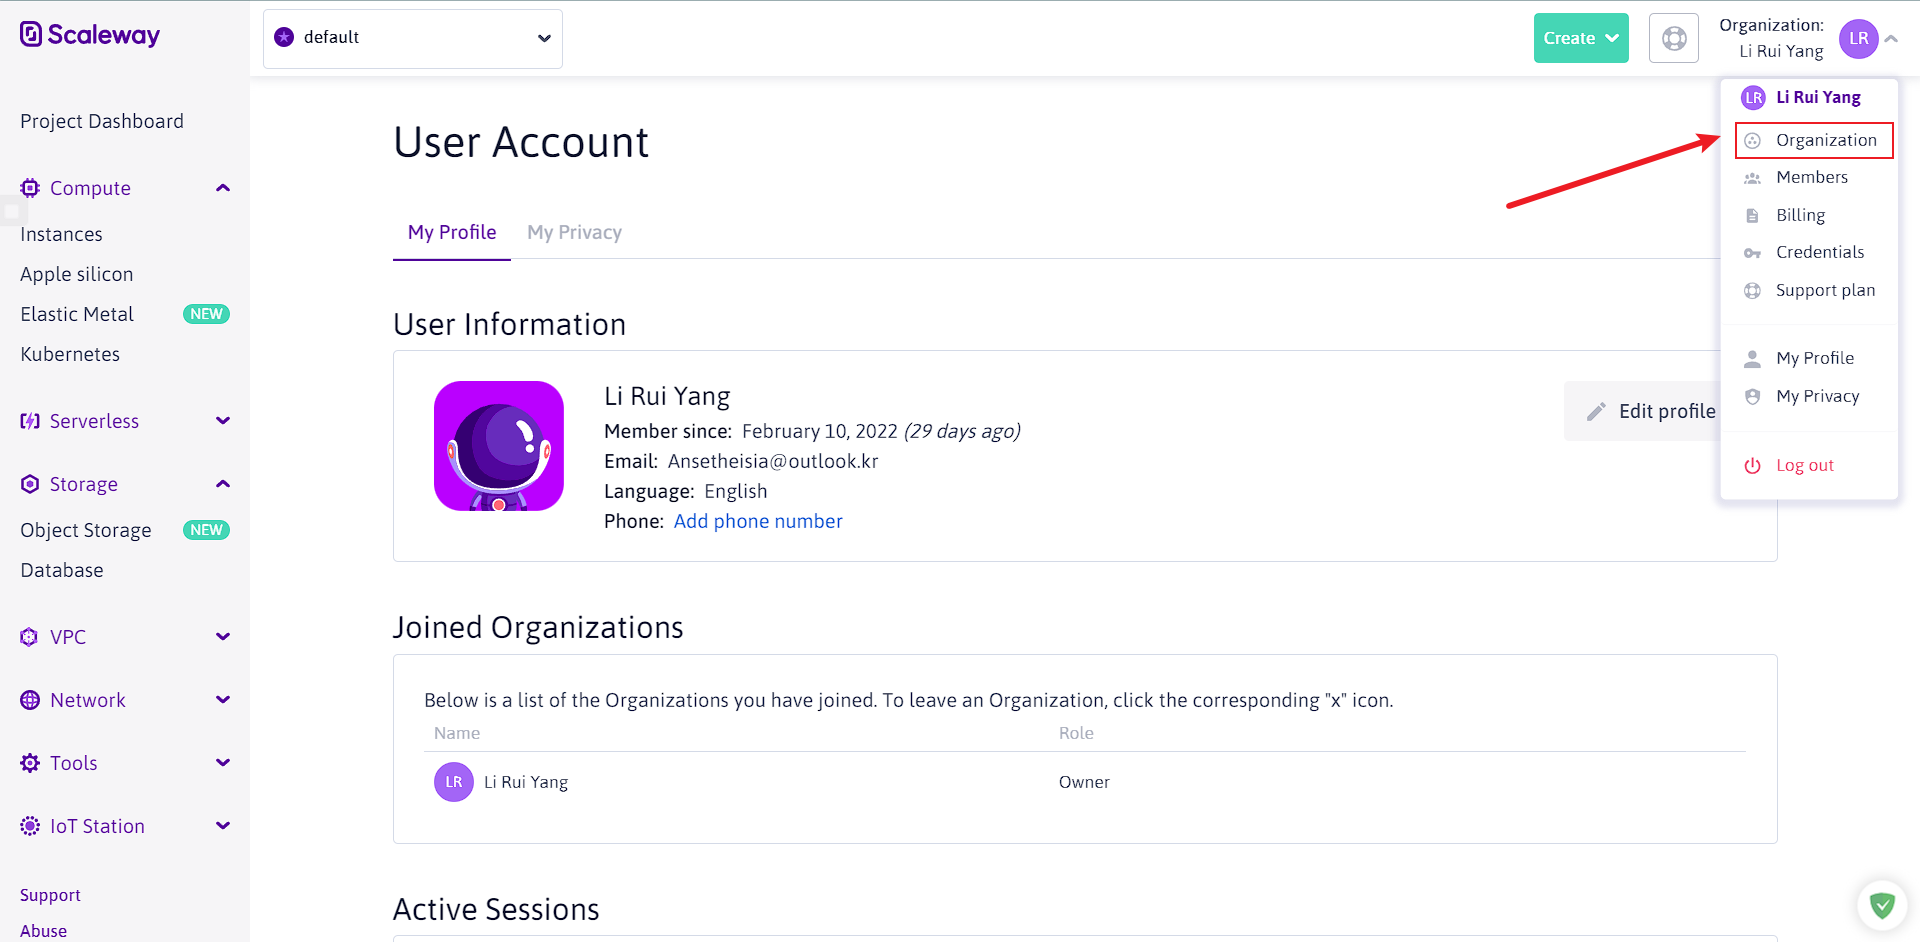 Scaleway
default
Create
Organization:
Li Rui Yang
LR
Project Dashboard
Compute
Instances
Apple silicon
Elastic Metal NEW
Kubernetes
Serverless
Storage
Object Storage NEW
Database
VPC
Network
Tools
IoT Station
Support
Abuse
User Account
My Profile My Privacy
User Information
Li Rui Yang
Member since: February 10, 2022 (29 days ago)
Email: Ansetheisia@outlook.kr
Language: English
Phone: Add phone number
Edit profile
Joined Organizations
Below is a list of the Organizations you have joined. To leave an Organization, click the corresponding "x" icon.
Name Role
LR Li Rui Yang Owner
Active Sessions
LR Li Rui Yang
Organization
Members
Billing
Credentials
Support plan
My Profile
My Privacy
Log out